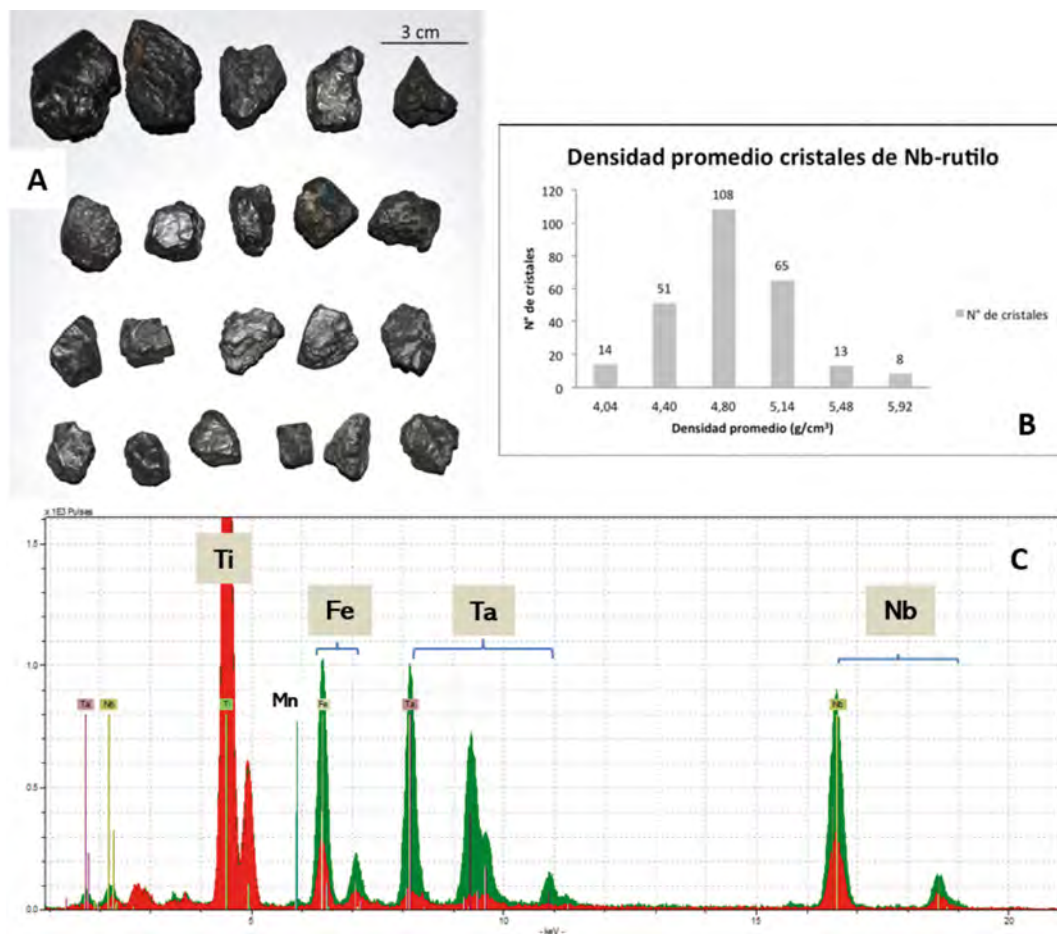 3 cm
A
Densidad promedio cristales de Nb-rutilo
120
100
80
60
40
20
0
N° de cristales
14
51
108
65
13
8
4,04 4,40 4,80 5,14 5,48 5,92
Densidad promedio (g/cm³)
N° de cristales
B
x 1E3 Pulses
1.5
1.0
0.5
0.0
Ti
Fe
Ta
Nb
C
Ta Nb Ti Mn Fe Ta Nb
5 10 15 20
- keV -